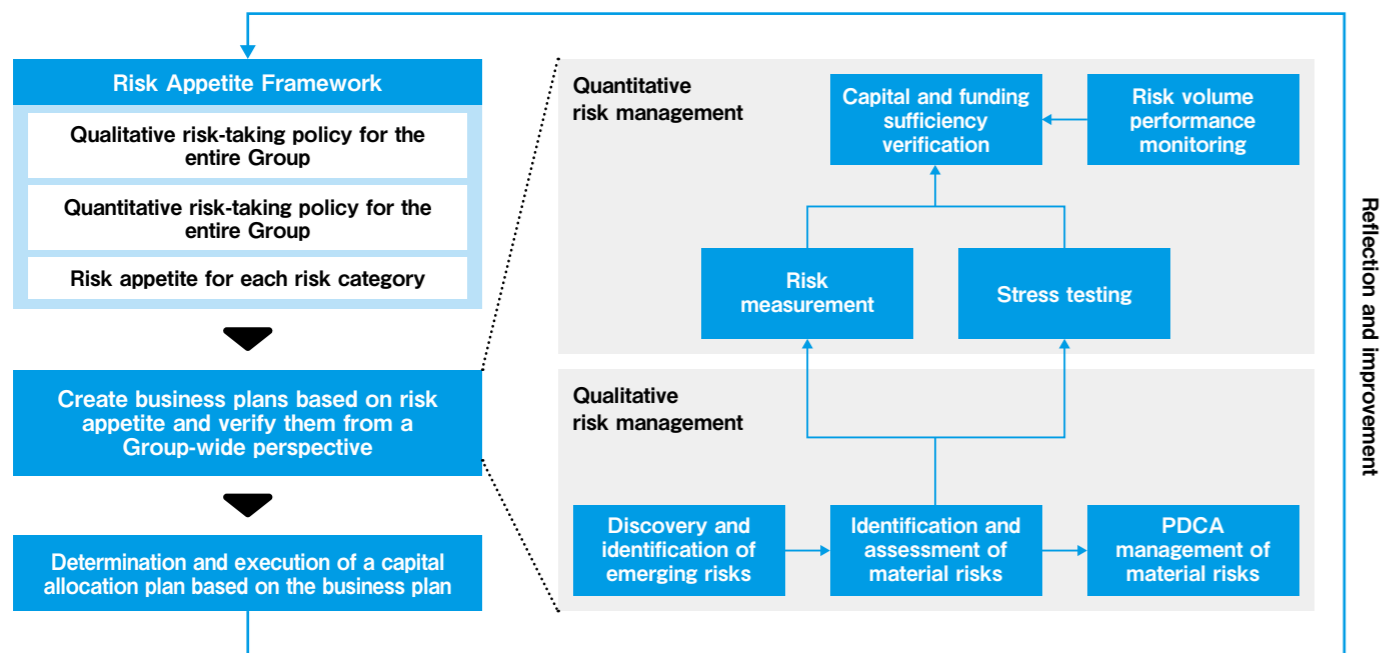 Risk Appetite Framework
Qualitative risk-taking policy for the
entire Group
Quantitative risk-taking policy for the
entire Group
Risk appetite for each risk category
Create business plans based on risk
appetite and verify them from a
Group-wide perspective
Determination and execution of a capital
allocation plan based on the business plan
Quantitative
risk management
Capital and funding
sufficiency
verification
Risk volume
performance
monitoring
Risk
measurement
Stress testing
Qualitative
risk management
Discovery and
identification of
emerging risks
Identification and
assessment of
material risks
PDCA
management of
material risks
Reflection and improvement